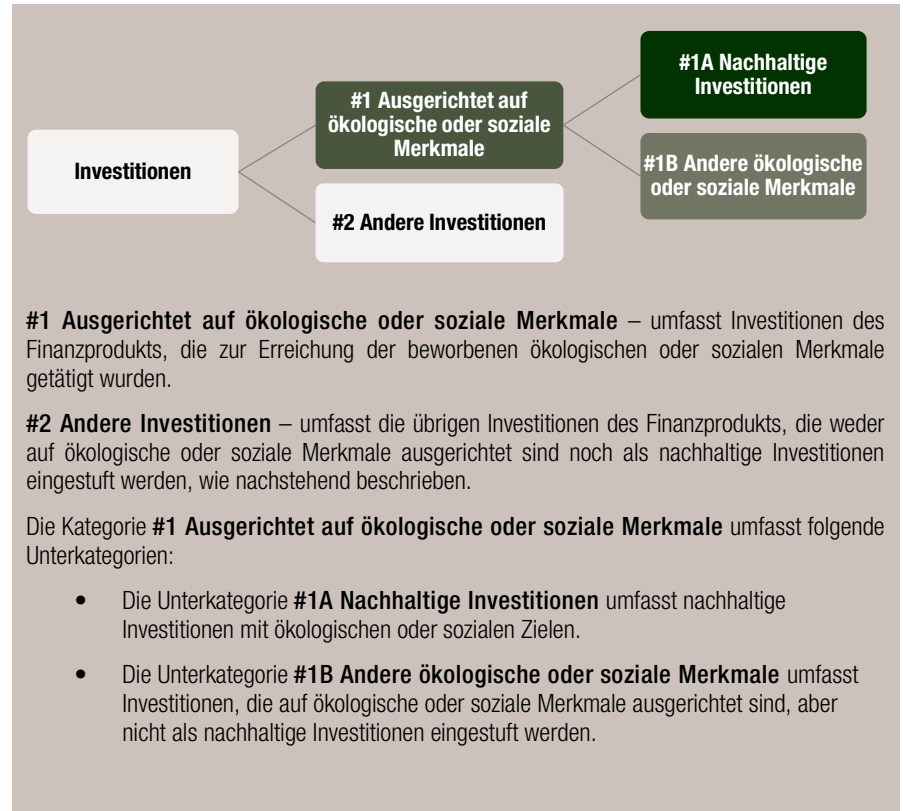 #1A Nachhaltige
Investitionen
#1 Ausgerichtet auf
ökologische oder soziale
Merkmale
Investitionen
#1B Andere ökologische
oder soziale Merkmale
#2 Andere Investitionen
#1 Ausgerichtet auf ökologische oder soziale Merkmale – umfasst Investitionen des
Finanzprodukts, die zur Erreichung der beworbenen ökologischen oder sozialen Merkmale
getätigt wurden.
#2 Andere Investitionen – umfasst die übrigen Investitionen des Finanzprodukts, die weder
auf ökologische oder soziale Merkmale ausgerichtet sind noch als nachhaltige Investitionen
eingestuft werden, wie nachstehend beschrieben.
Die Kategorie #1 Ausgerichtet auf ökologische oder soziale Merkmale umfasst folgende
Unterkategorien:
• Die Unterkategorie #1A Nachhaltige Investitionen umfasst nachhaltige
Investitionen mit ökologischen oder sozialen Zielen.
• Die Unterkategorie #1B Andere ökologische oder soziale Merkmale umfasst
Investitionen, die auf ökologische oder soziale Merkmale ausgerichtet sind, aber
nicht als nachhaltige Investitionen eingestuft werden.